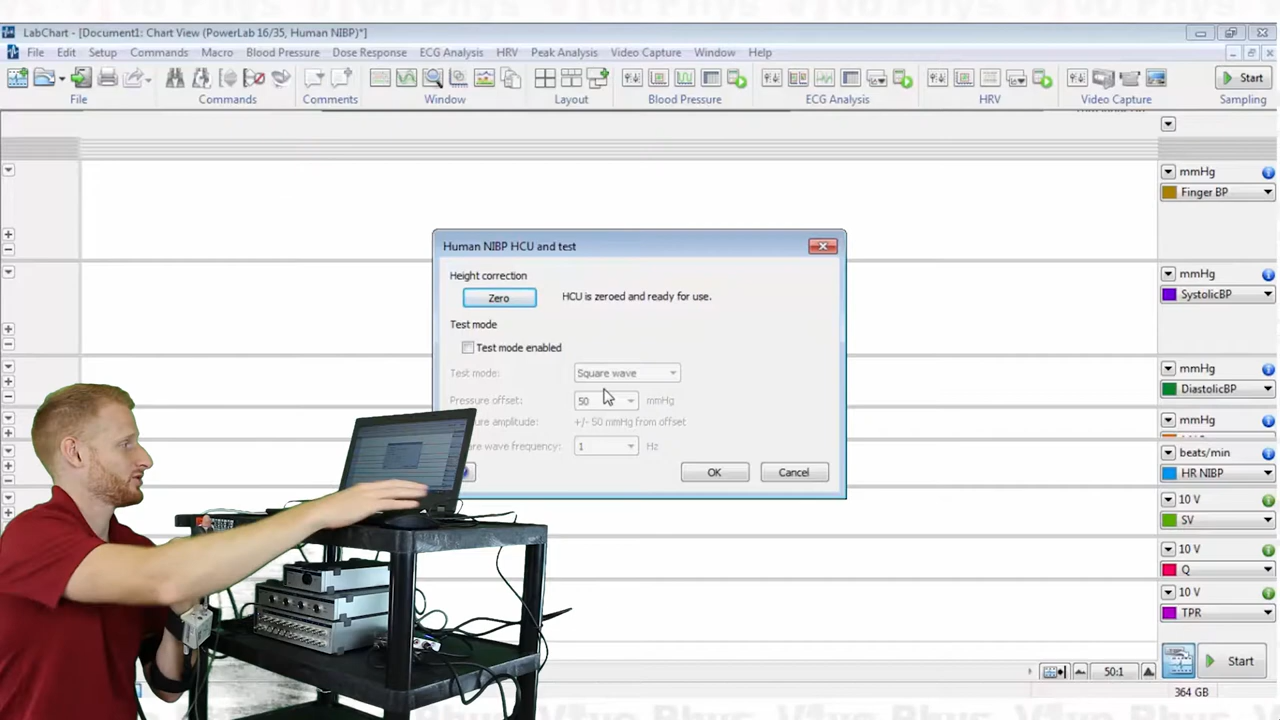 LabChart - [Document1: Chart View (PowerLab 16/35, Human NIBP)*]
File Edit Setup Commands Macro Blood Pressure Dose Response ECG Analysis HRV Peak Analysis Video Capture Window Help
Start
File Commands Comments Window Layout Blood Pressure ECG Analysis HRV Video Capture Sampling
mmHg
Finger BP
Human NIBP HCU and test
Height correction
Zero HCU is zeroed and ready for use.
Test mode
Test mode enabled
Test mode: Square wave
Pressure offset: 50 mmHg
amplitude: +/- 50 mmHg from offset
wave frequency: 1 Hz
OK Cancel
mmHg
SystolicBP
mmHg
DiastolicBP
mmHg
beats/min
HR NIBP
10 V
SV
10 V
Q
10 V
TPR
50:1 Start
364 GB